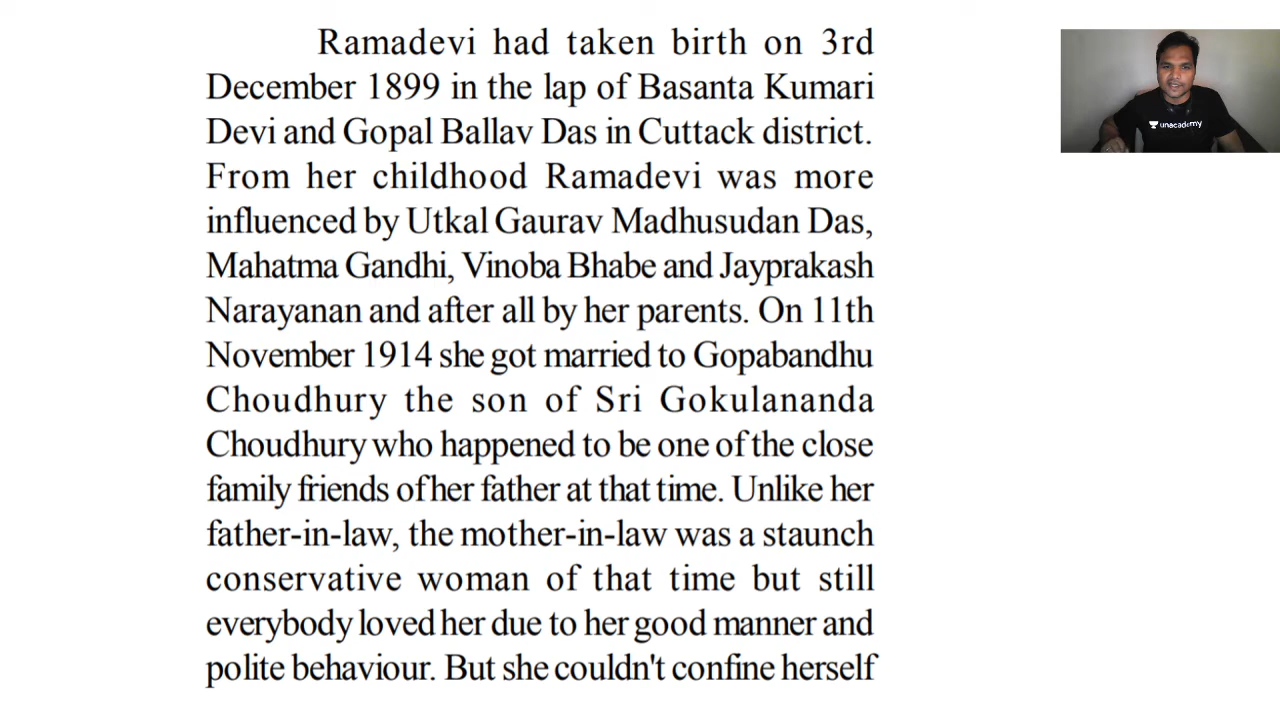 Ramadevi had taken birth on 3rd
December 1899 in the lap of Basanta Kumari
Devi and Gopal Ballav Das in Cuttack district.
From her childhood Ramadevi was more
influenced by Utkal Gaurav Madhusudan Das,
Mahatma Gandhi, Vinoba Bhabe and Jayprakash
Narayanan and after all by her parents. On 11th
November 1914 she got married to Gopabandhu
Choudhury the son of Sri Gokulananda
Choudhury who happened to be one of the close
family friends of her father at that time. Unlike her
father-in-law, the mother-in-law was a staunch
conservative woman of that time but still
everybody loved her due to her good manner and
polite behaviour. But she couldn't confine herself
unacademy